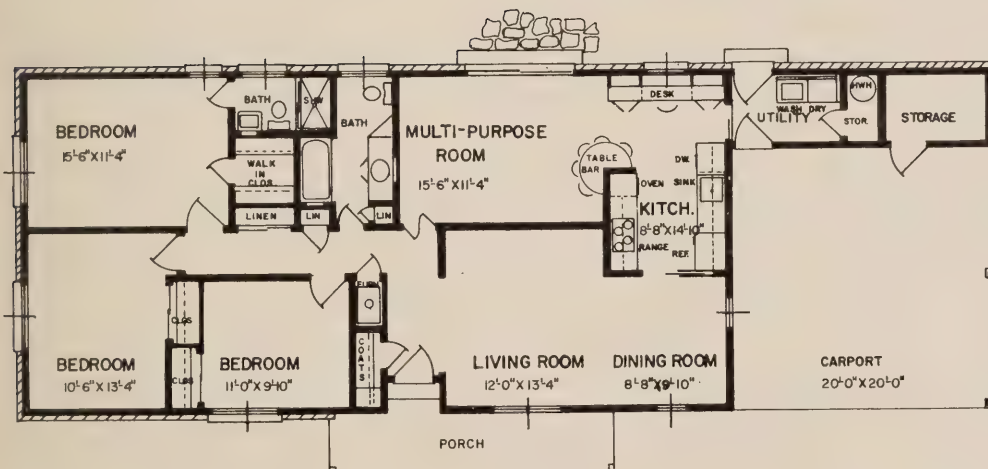 BEDROOM
15'-6"X11'-4"
BATH
SHW
WALK
IN
CLOS.
LINEN
LIN
BATH
LIN
MULTI-PURPOSE
ROOM
15'-6"X11'-4"
DESK
TABLE
BAR
OVEN
DW.
SINK
KITCH.
8'-8"X14'-10"
RANGE
REF.
WASH DRY
UTILITY
HWH
STOR.
STORAGE
BEDROOM
10'-6"X13'-4"
CLOS
CLOS
BEDROOM
11'-0"X9'-10"
FURN
COATS
LIVING ROOM
12'-0"X13'-4"
DINING ROOM
8'-8"X9'-10"
CARPORT
20'-0"X20'-0"
PORCH